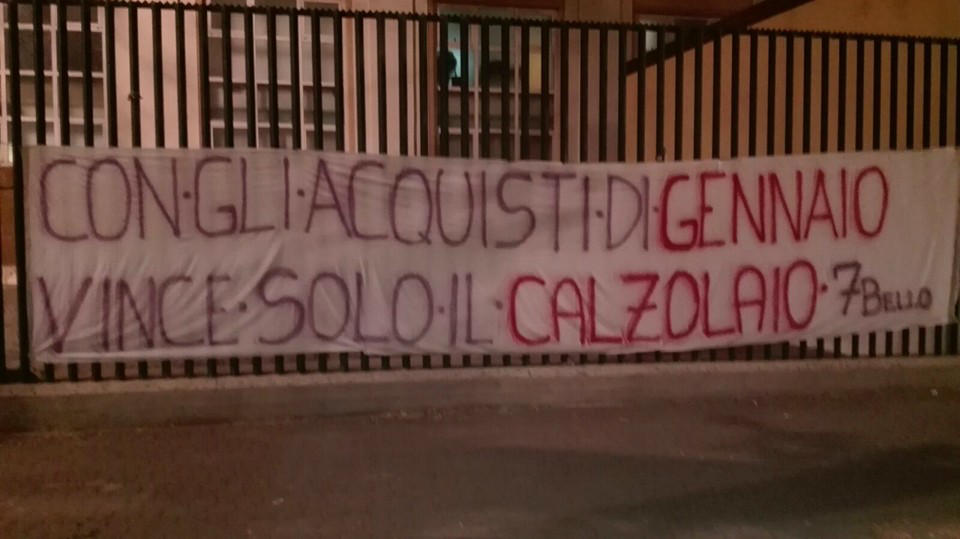 CON·GLI·ACQUISTI·DI·GENNAIO
VINCE·SOLO·IL·CALZOLAIO·7BELLO